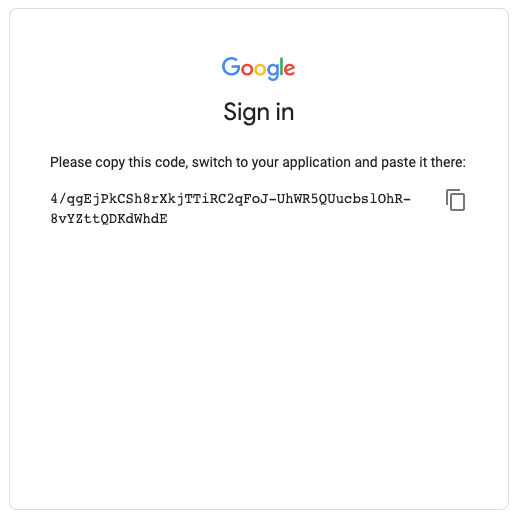 Google
Sign in
Please copy this code, switch to your application and paste it there:
4/qgEjPkCSh8rXkjTTiRC2qFoJ-UhWR5QUucbslOhR-
8vYZttQDKdWhdE